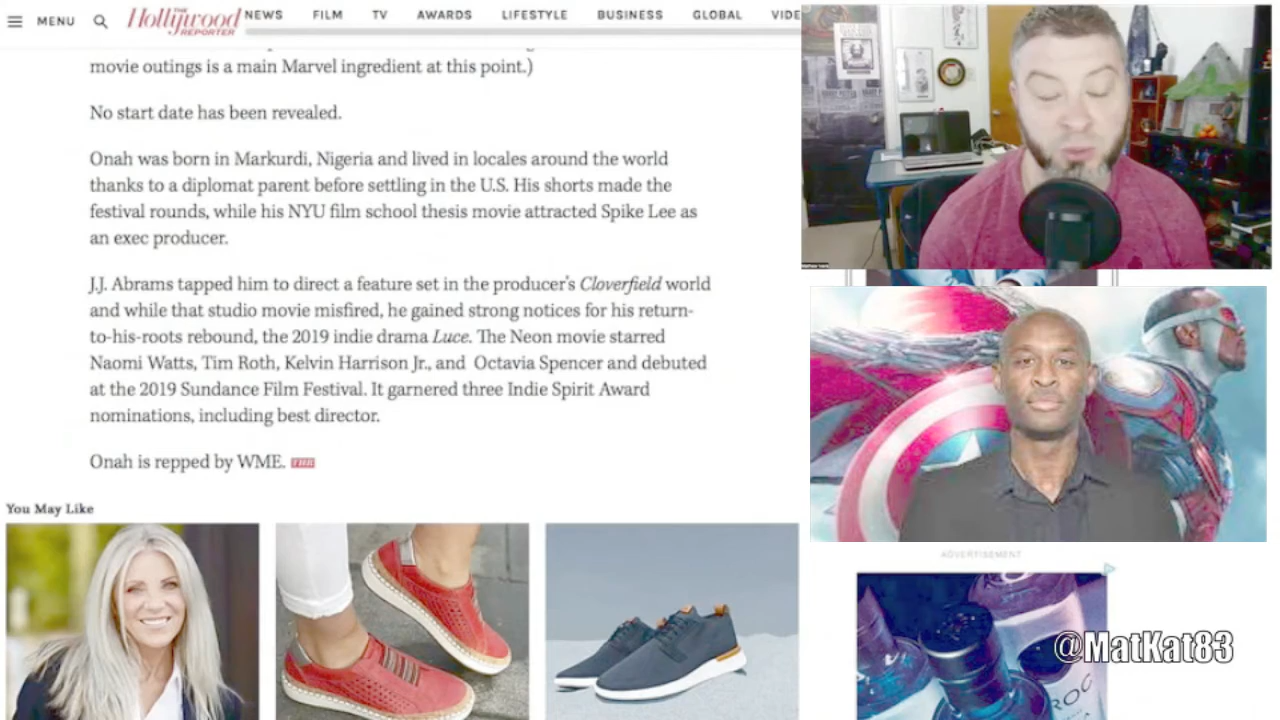 MENU
THE Hollywood REPORTER
NEWS FILM TV AWARDS LIFESTYLE BUSINESS GLOBAL VIDE
movie outings is a main Marvel ingredient at this point.)
No start date has been revealed.
Onah was born in Markurdi, Nigeria and lived in locales around the world
thanks to a diplomat parent before settling in the U.S. His shorts made the
festival rounds, while his NYU film school thesis movie attracted Spike Lee as
an exec producer.
J.J. Abrams tapped him to direct a feature set in the producer's Cloverfield world
and while that studio movie misfired, he gained strong notices for his return-
to-his-roots rebound, the 2019 indie drama Luce. The Neon movie starred
Naomi Watts, Tim Roth, Kelvin Harrison Jr., and Octavia Spencer and debuted
at the 2019 Sundance Film Festival. It garnered three Indie Spirit Award
nominations, including best director.
Onah is repped by WME. THR
You May Like
ADVERTISEMENT
@MatKat83
ROC